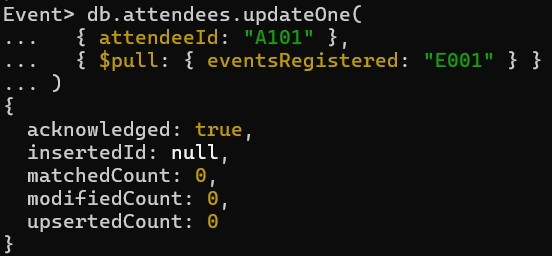 Event> db.attendees.updateOne(
...   { attendeeId: "A101" },
...   { $pull: { eventsRegistered: "E001" } }
... )
{
  acknowledged: true,
  insertedId: null,
  matchedCount: 0,
  modifiedCount: 0,
  upsertedCount: 0
}